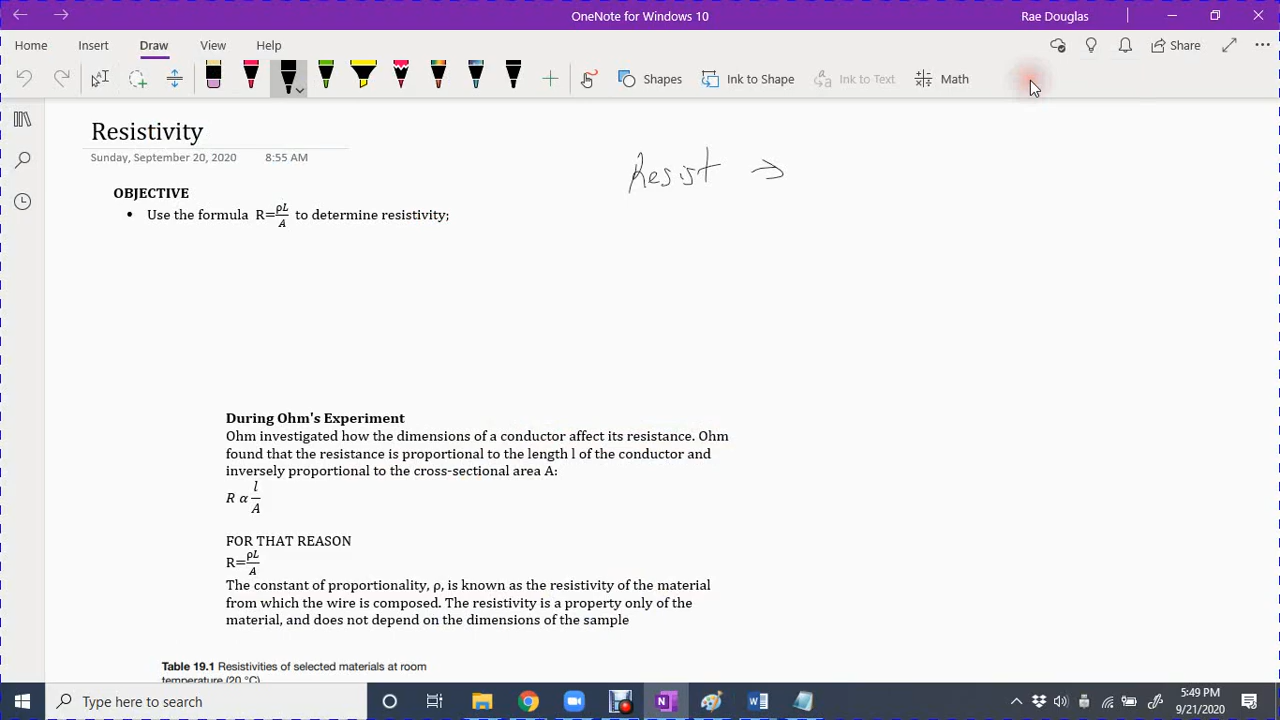 OneNote for Windows 10
Rae Douglas
Home Insert Draw View Help
Share
Shapes Ink to Shape Ink to Text Math
Resistivity
Sunday, September 20, 2020 8:55 AM
Resist →
OBJECTIVE
• Use the formula R=ρL/A to determine resistivity;
During Ohm's Experiment
Ohm investigated how the dimensions of a conductor affect its resistance. Ohm
found that the resistance is proportional to the length l of the conductor and
inversely proportional to the cross-sectional area A:
R α l/A
FOR THAT REASON
R=ρL/A
The constant of proportionality, ρ, is known as the resistivity of the material
from which the wire is composed. The resistivity is a property only of the
material, and does not depend on the dimensions of the sample
Table 19.1 Resistivities of selected materials at room
temperature (20 °C)
Type here to search
5:49 PM
9/21/2020